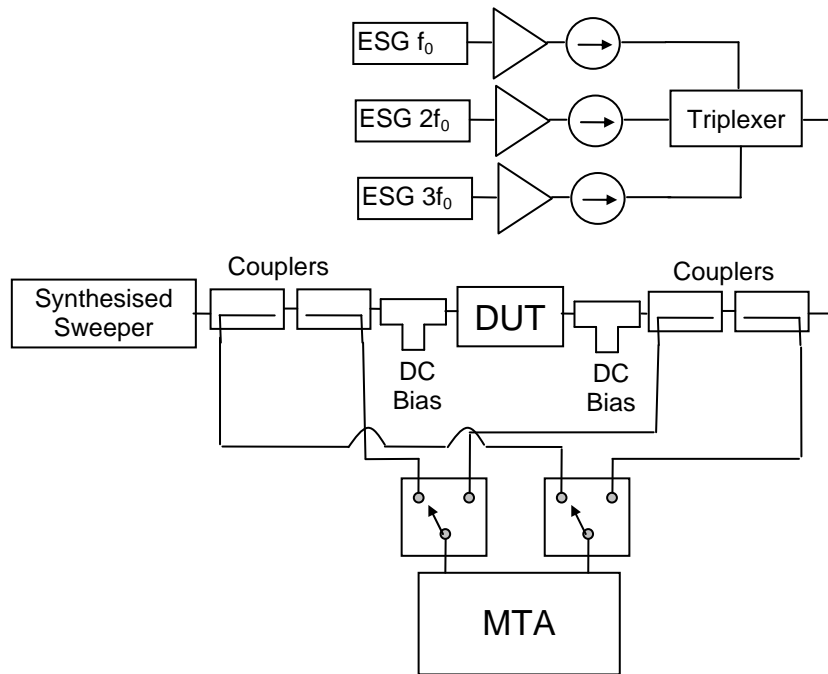 ESG f₀
ESG 2f₀
Triplexer
ESG 3f₀
Couplers
Couplers
Synthesised
Sweeper
DUT
DC
Bias
DC
Bias
MTA